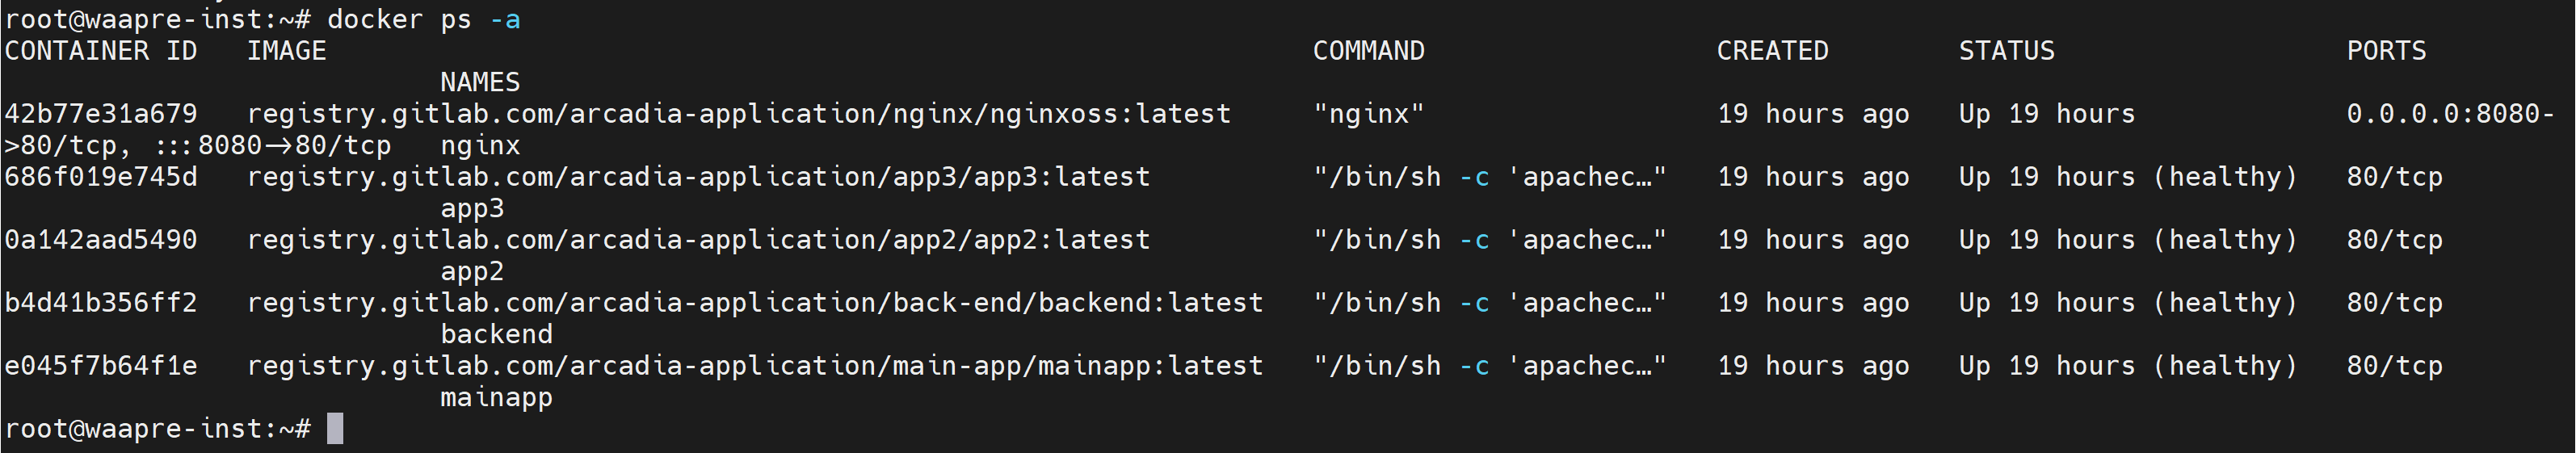 root@waapre-inst:~# docker ps -a
CONTAINER ID   IMAGE                                                              COMMAND                  CREATED        STATUS                  PORTS
                           NAMES
42b77e31a679   registry.gitlab.com/arcadia-application/nginx/nginxoss:latest     "nginx"                  19 hours ago   Up 19 hours             0.0.0.0:8080-
>80/tcp, :::8080->80/tcp   nginx
686f019e745d   registry.gitlab.com/arcadia-application/app3/app3:latest          "/bin/sh -c 'apachec…"   19 hours ago   Up 19 hours (healthy)   80/tcp
                           app3
0a142aad5490   registry.gitlab.com/arcadia-application/app2/app2:latest          "/bin/sh -c 'apachec…"   19 hours ago   Up 19 hours (healthy)   80/tcp
                           app2
b4d41b356ff2   registry.gitlab.com/arcadia-application/back-end/backend:latest   "/bin/sh -c 'apachec…"   19 hours ago   Up 19 hours (healthy)   80/tcp
                           backend
e045f7b64f1e   registry.gitlab.com/arcadia-application/main-app/mainapp:latest   "/bin/sh -c 'apachec…"   19 hours ago   Up 19 hours (healthy)   80/tcp
                           mainapp
root@waapre-inst:~#